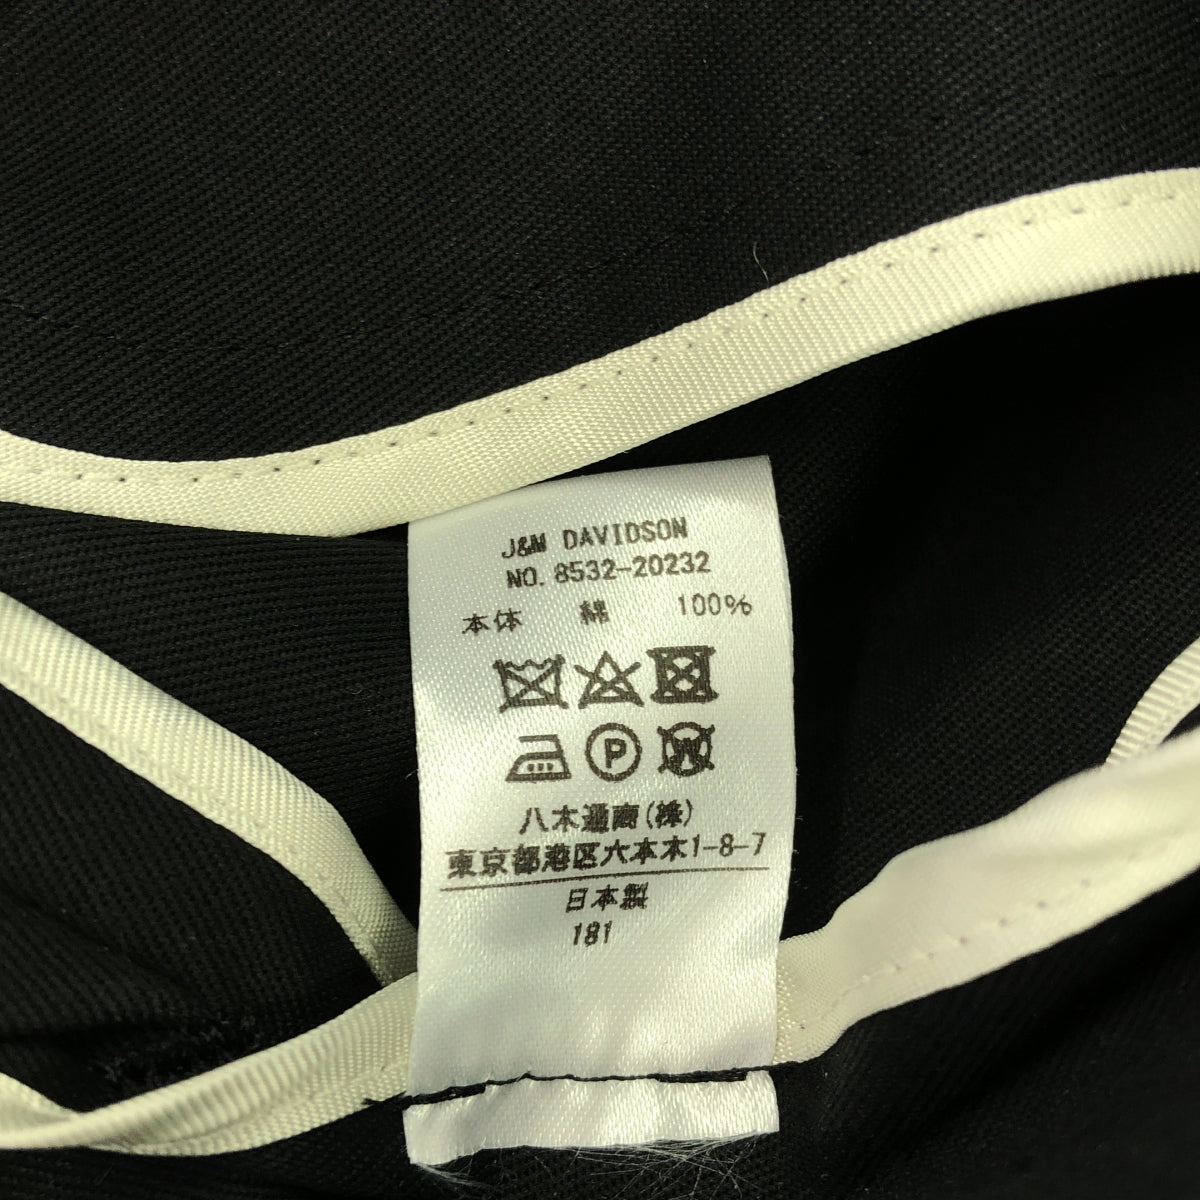 J&M DAVIDSON
NO. 8532-20232
本体 綿 100%
P W
八木通商(株)
東京都港区六本木1-8-7
日本製
181